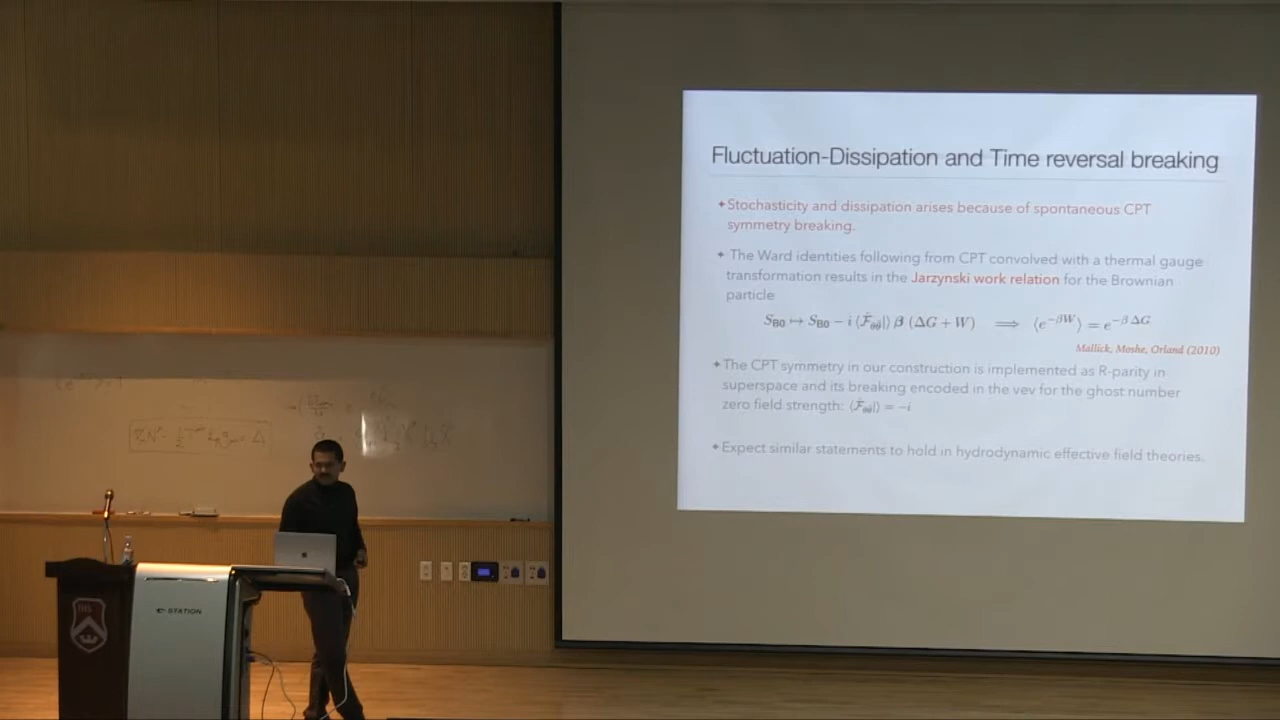 Fluctuation-Dissipation and Time reversal breaking
✦ Stochasticity and dissipation arises because of spontaneous CPT
symmetry breaking.
✦ The Ward identities following from CPT convolved with a thermal gauge
transformation results in the Jarzynski work relation for the Brownian
particle
S_B0 ↦ S_B0 − i ⟨F̊_θθ̄|⟩ β (ΔG + W) ⟹ ⟨e^{−βW}⟩ = e^{−β ΔG}
Mallick, Moshe, Orland (2010)
✦ The CPT symmetry in our construction is implemented as R-parity in
superspace and its breaking encoded in the vev for the ghost number
zero field strength: ⟨F̊_θθ̄|⟩ = −i
✦ Expect similar statements to hold in hydrodynamic effective field theories.
e-STATION